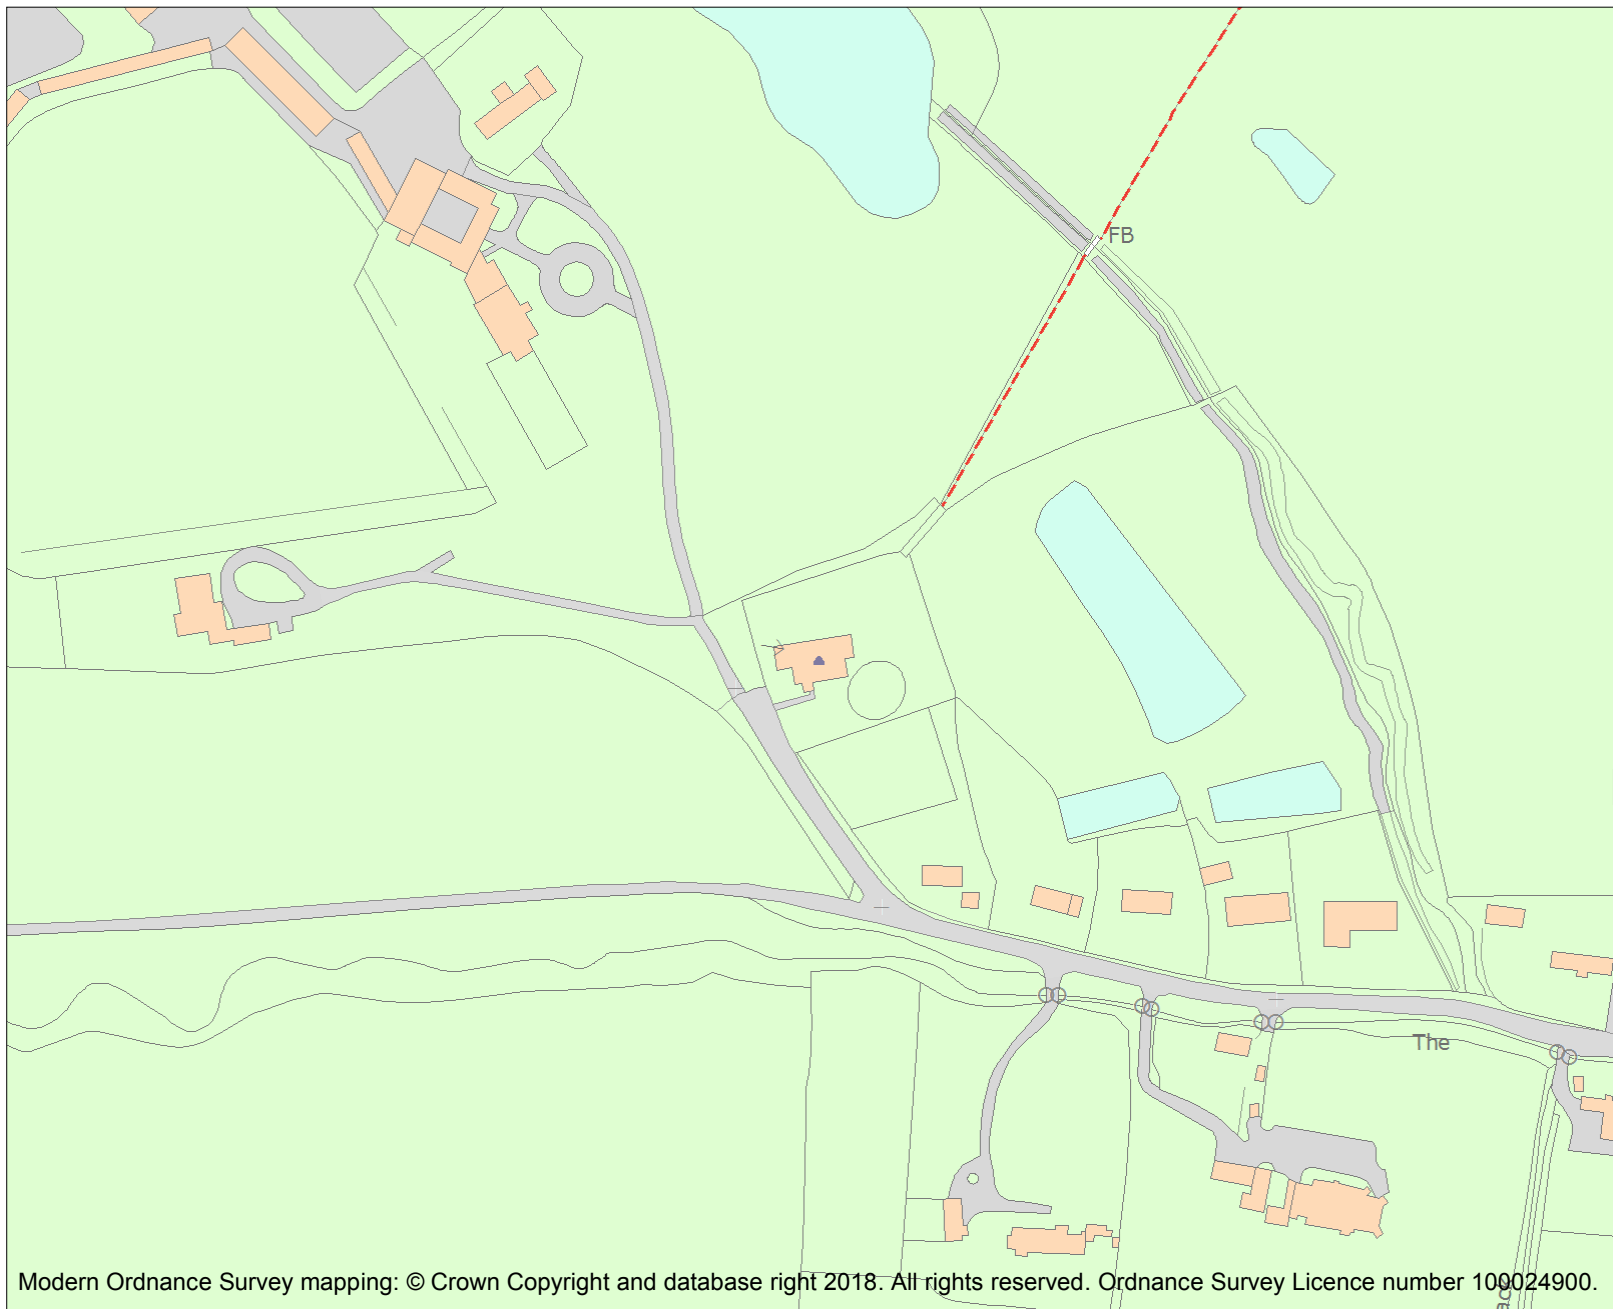 FB
The
Modern Ordnance Survey mapping: © Crown Copyright and database right 2018. All rights reserved. Ordnance Survey Licence number 100024900.